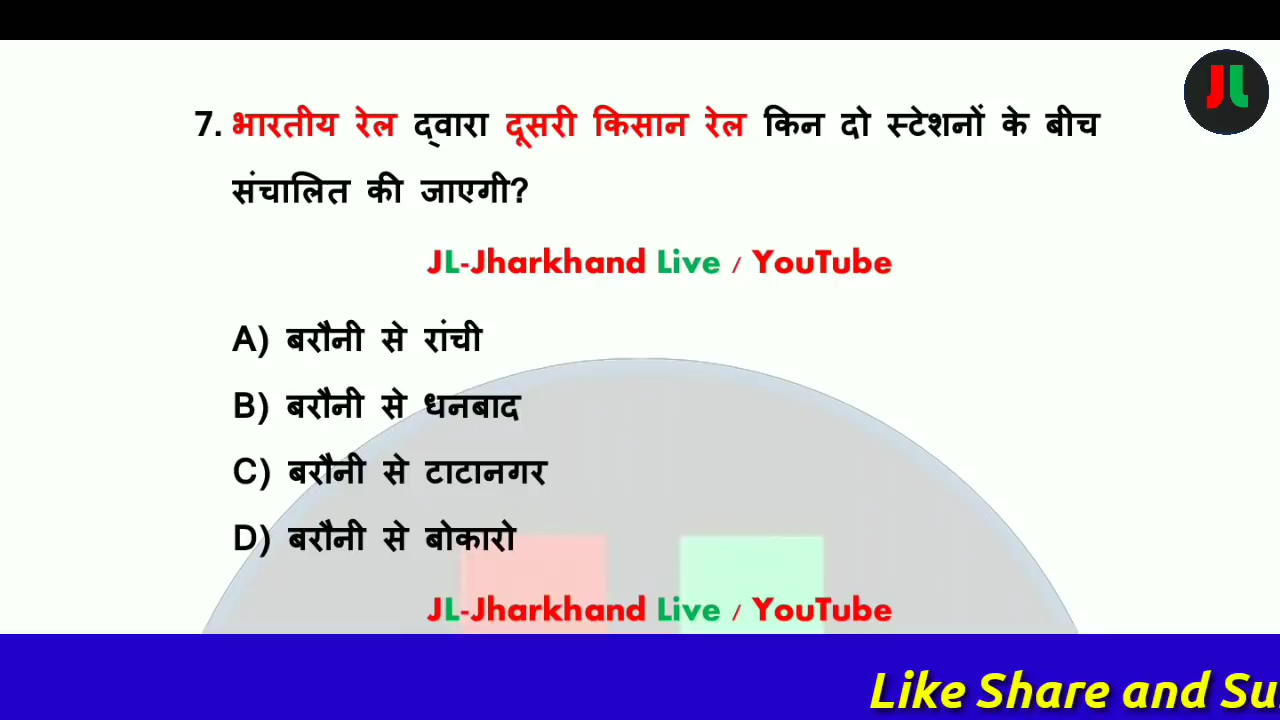 JL
7. भारतीय रेल द्वारा दूसरी किसान रेल किन दो स्टेशनों के बीच
संचालित की जाएगी?
JL-Jharkhand Live / YouTube
A) बरौनी से रांची
B) बरौनी से धनबाद
C) बरौनी से टाटानगर
D) बरौनी से बोकारो
JL-Jharkhand Live / YouTube
Like Share and Su